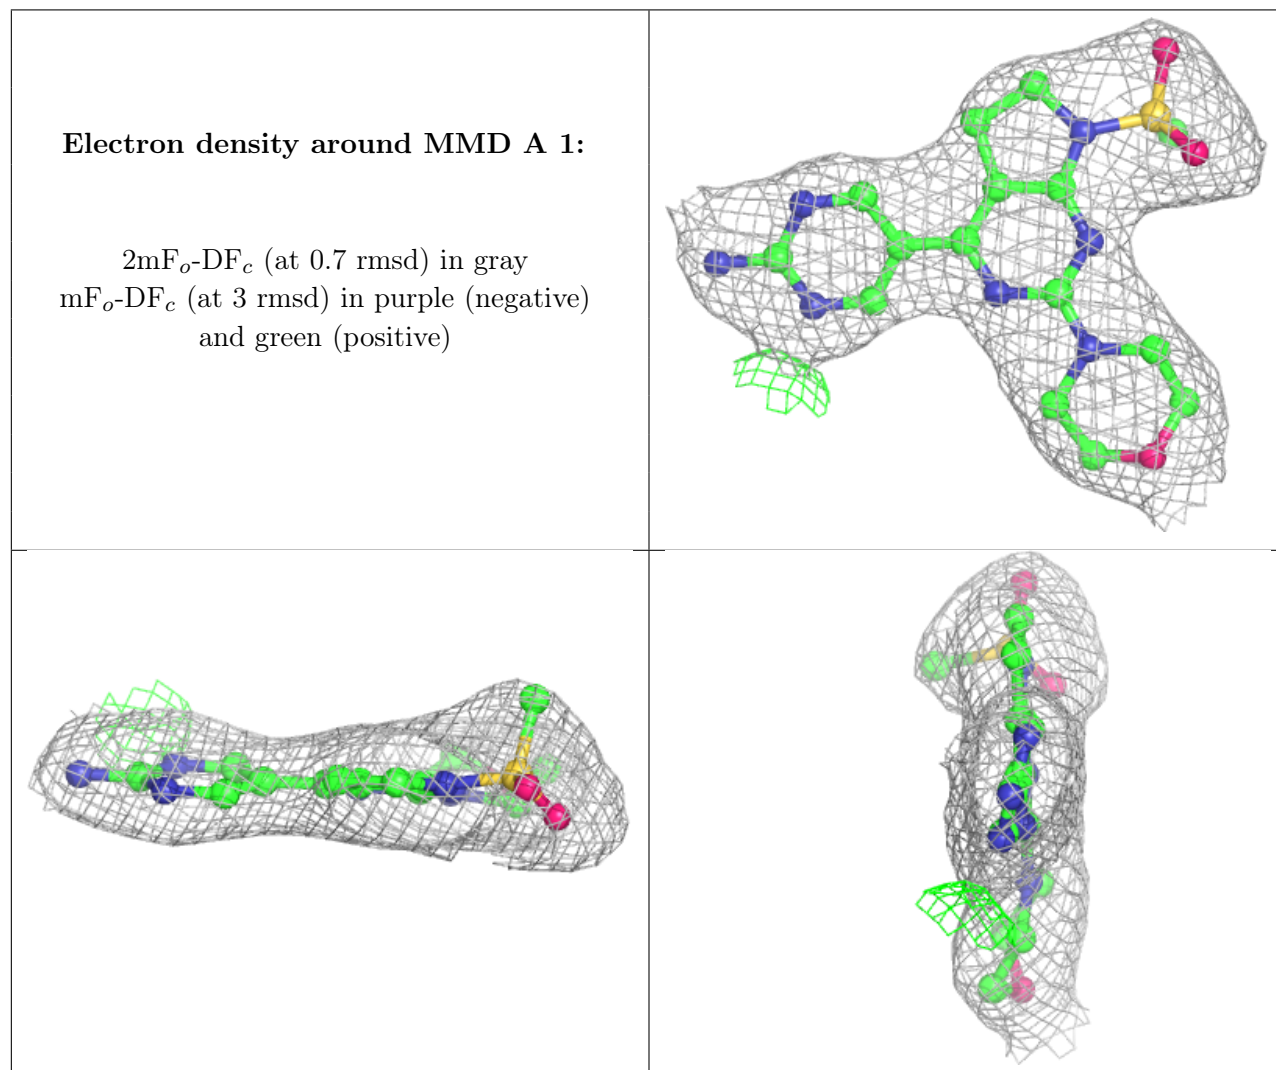 Electron density around MMD A 1:
2mFo-DFc (at 0.7 rmsd) in gray
mFo-DFc (at 3 rmsd) in purple (negative)
and green (positive)